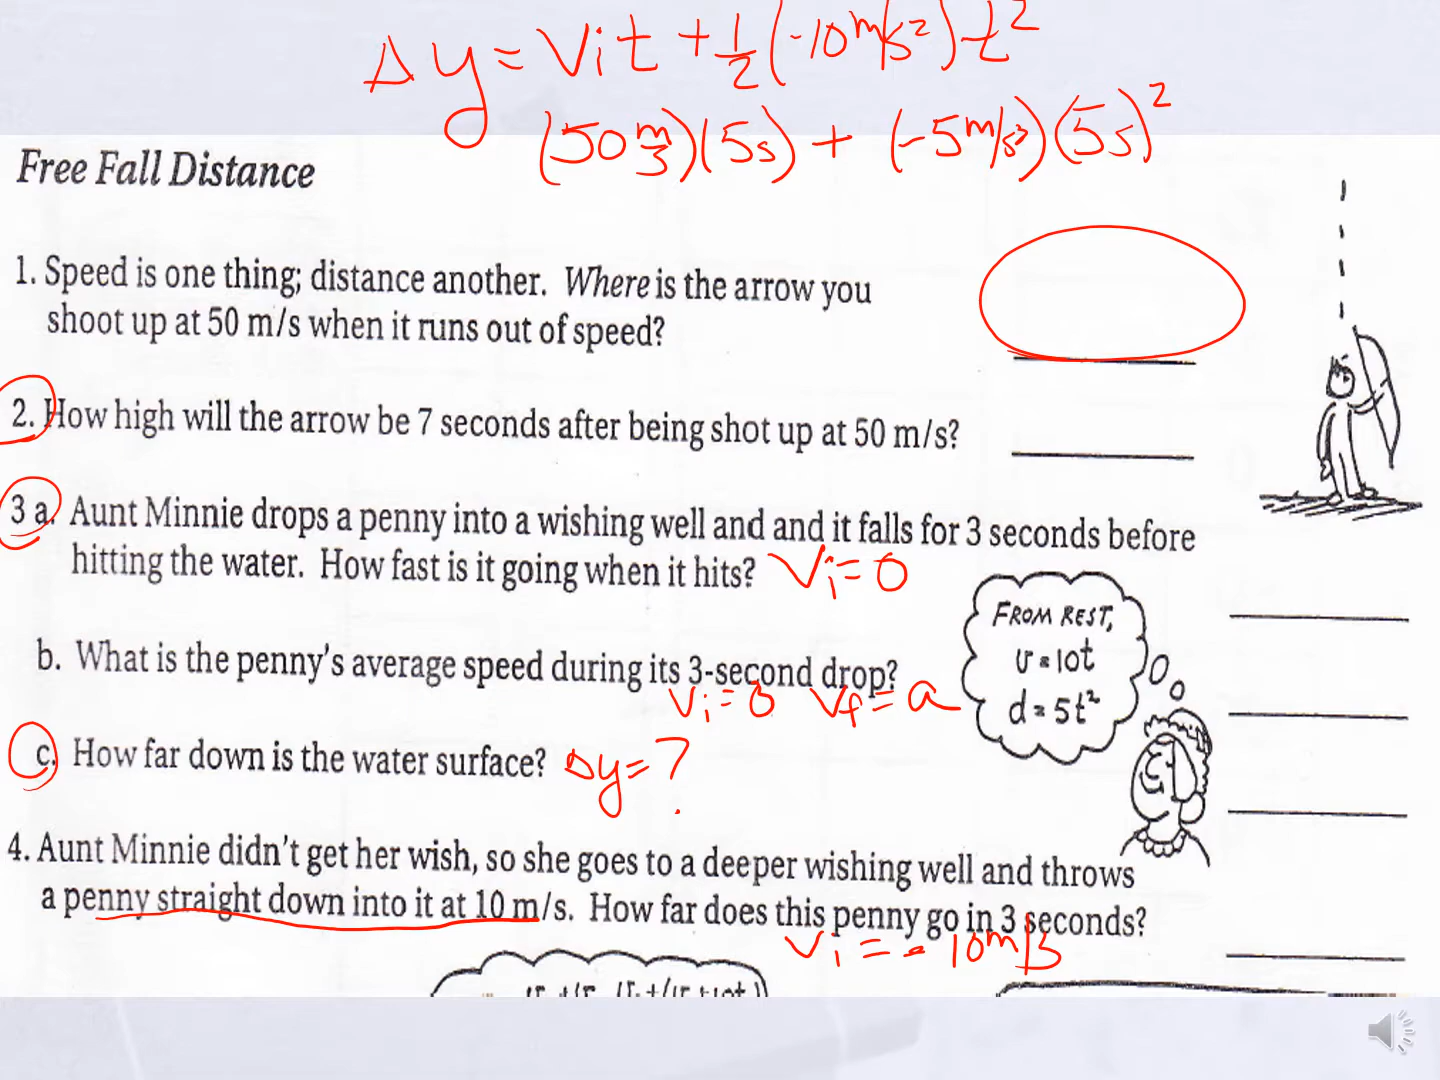 Δy = Vit + 1/2 (-10 m/s²) t²
(50 m/s)(5s) + (-5 m/s²)(5s)²
Free Fall Distance
1. Speed is one thing; distance another. Where is the arrow you
shoot up at 50 m/s when it runs out of speed?
2. How high will the arrow be 7 seconds after being shot up at 50 m/s?
3 a. Aunt Minnie drops a penny into a wishing well and and it falls for 3 seconds before
hitting the water. How fast is it going when it hits? Vi = 0
FROM REST,
v = 10t
d = 5t²
b. What is the penny's average speed during its 3-second drop?
Vi = 0 Vf = a
c. How far down is the water surface? Δy = ?
4. Aunt Minnie didn't get her wish, so she goes to a deeper wishing well and throws
a penny straight down into it at 10 m/s. How far does this penny go in 3 seconds?
Vi = - 10 m/s